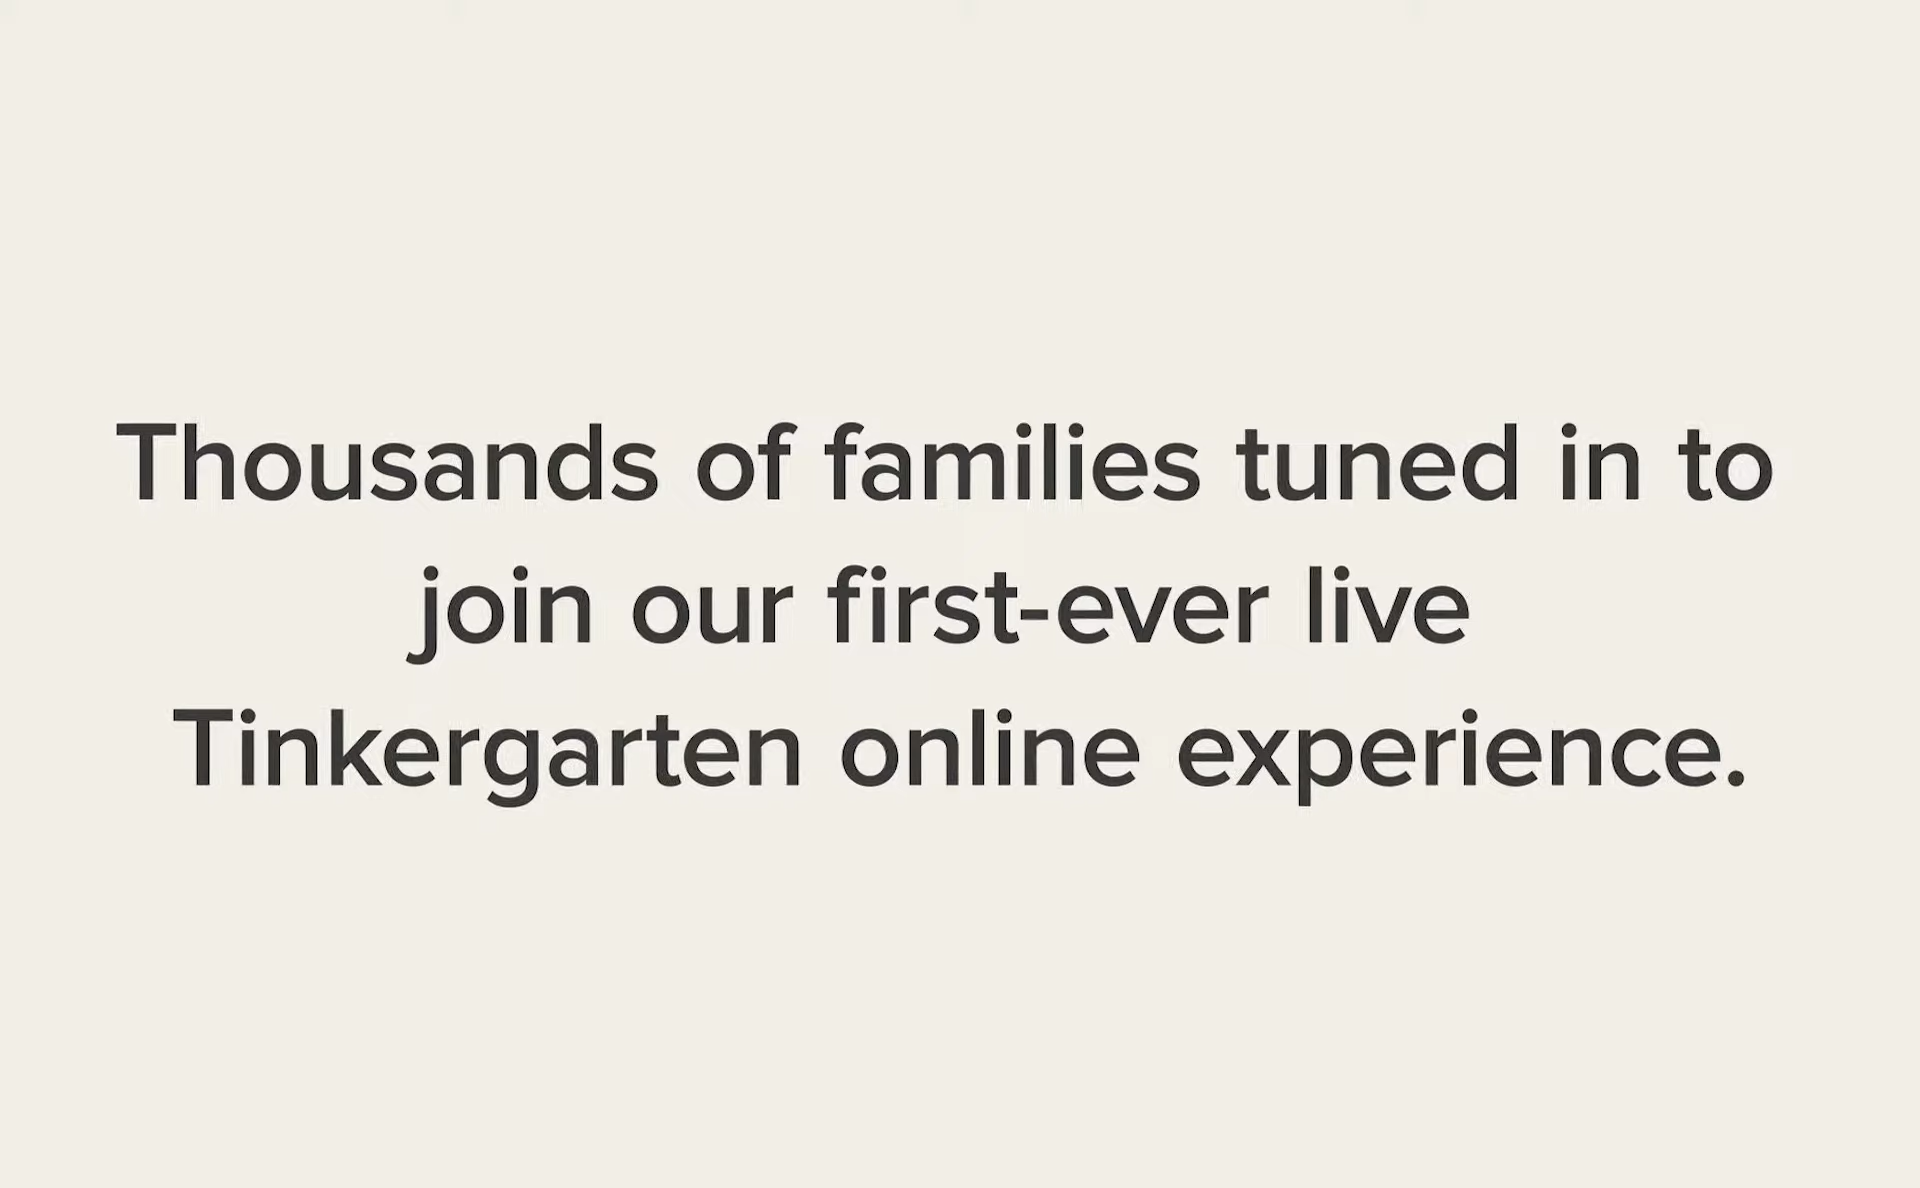 Thousands of families tuned in to
join our first-ever live
Tinkergarten online experience.